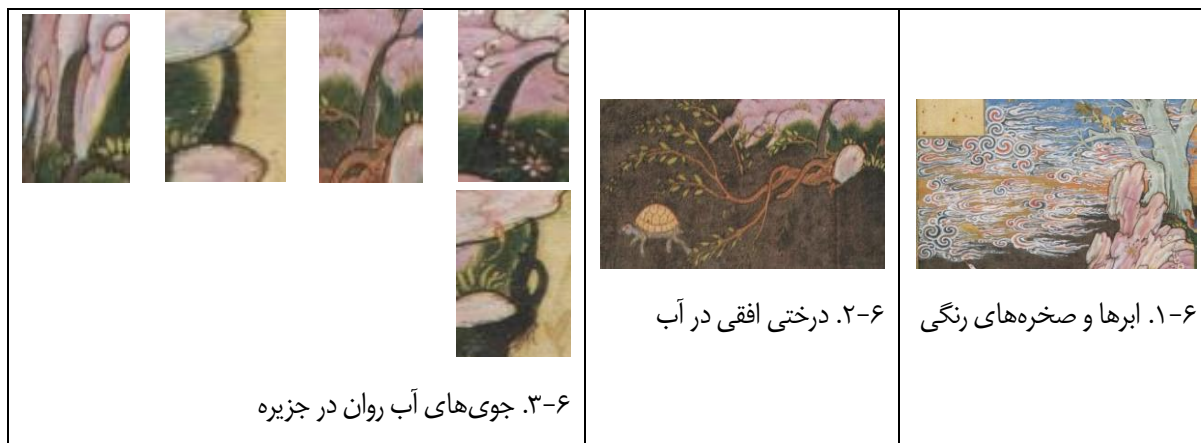 ۱-۶. ابرها و صخره‌های رنگی
۲-۶. درختی افقی در آب
۳-۶. جوی‌های آب روان در جزیره